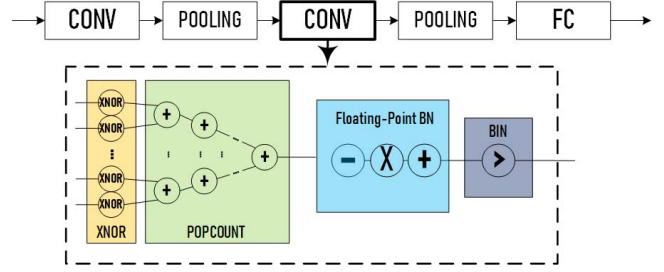 CONV POOLING CONV POOLING FC
Floating-Point BN
BIN
XNOR
XNOR
XNOR
XNOR
+
+
+
+
+
- X +
>
XNOR
POPCOUNT